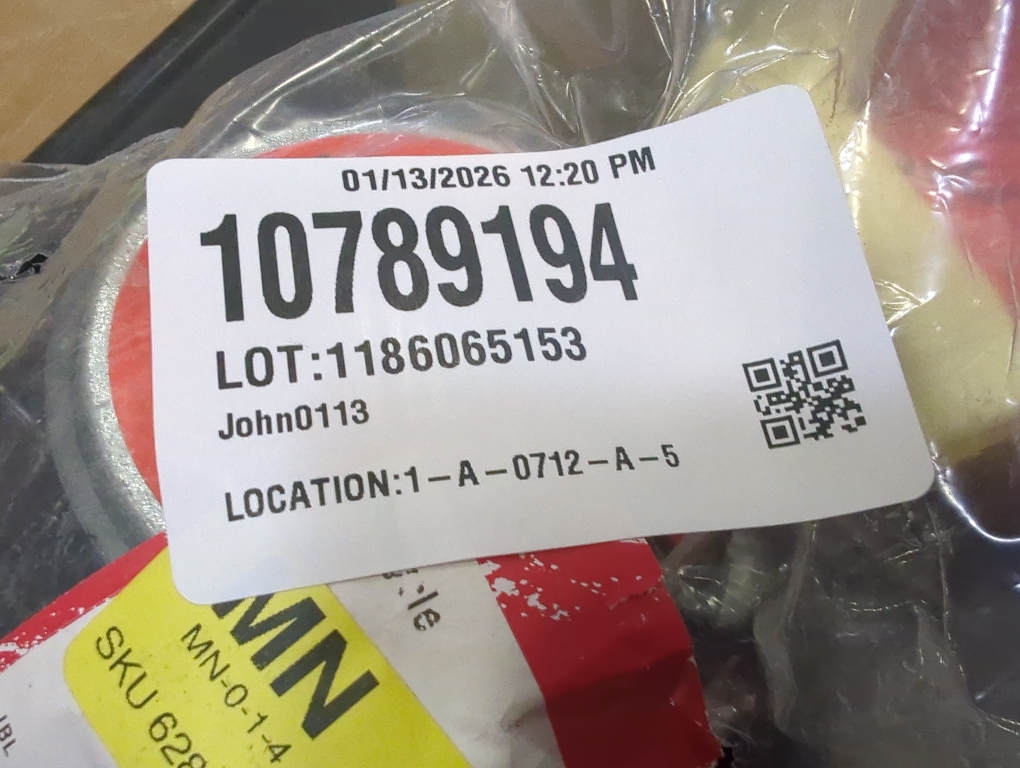 01/13/2026 12:20 PM
10789194
LOT:1186065153
John0113
LOCATION:1-A-0712-A-5
MN
MN-0-1-4
SKU 628